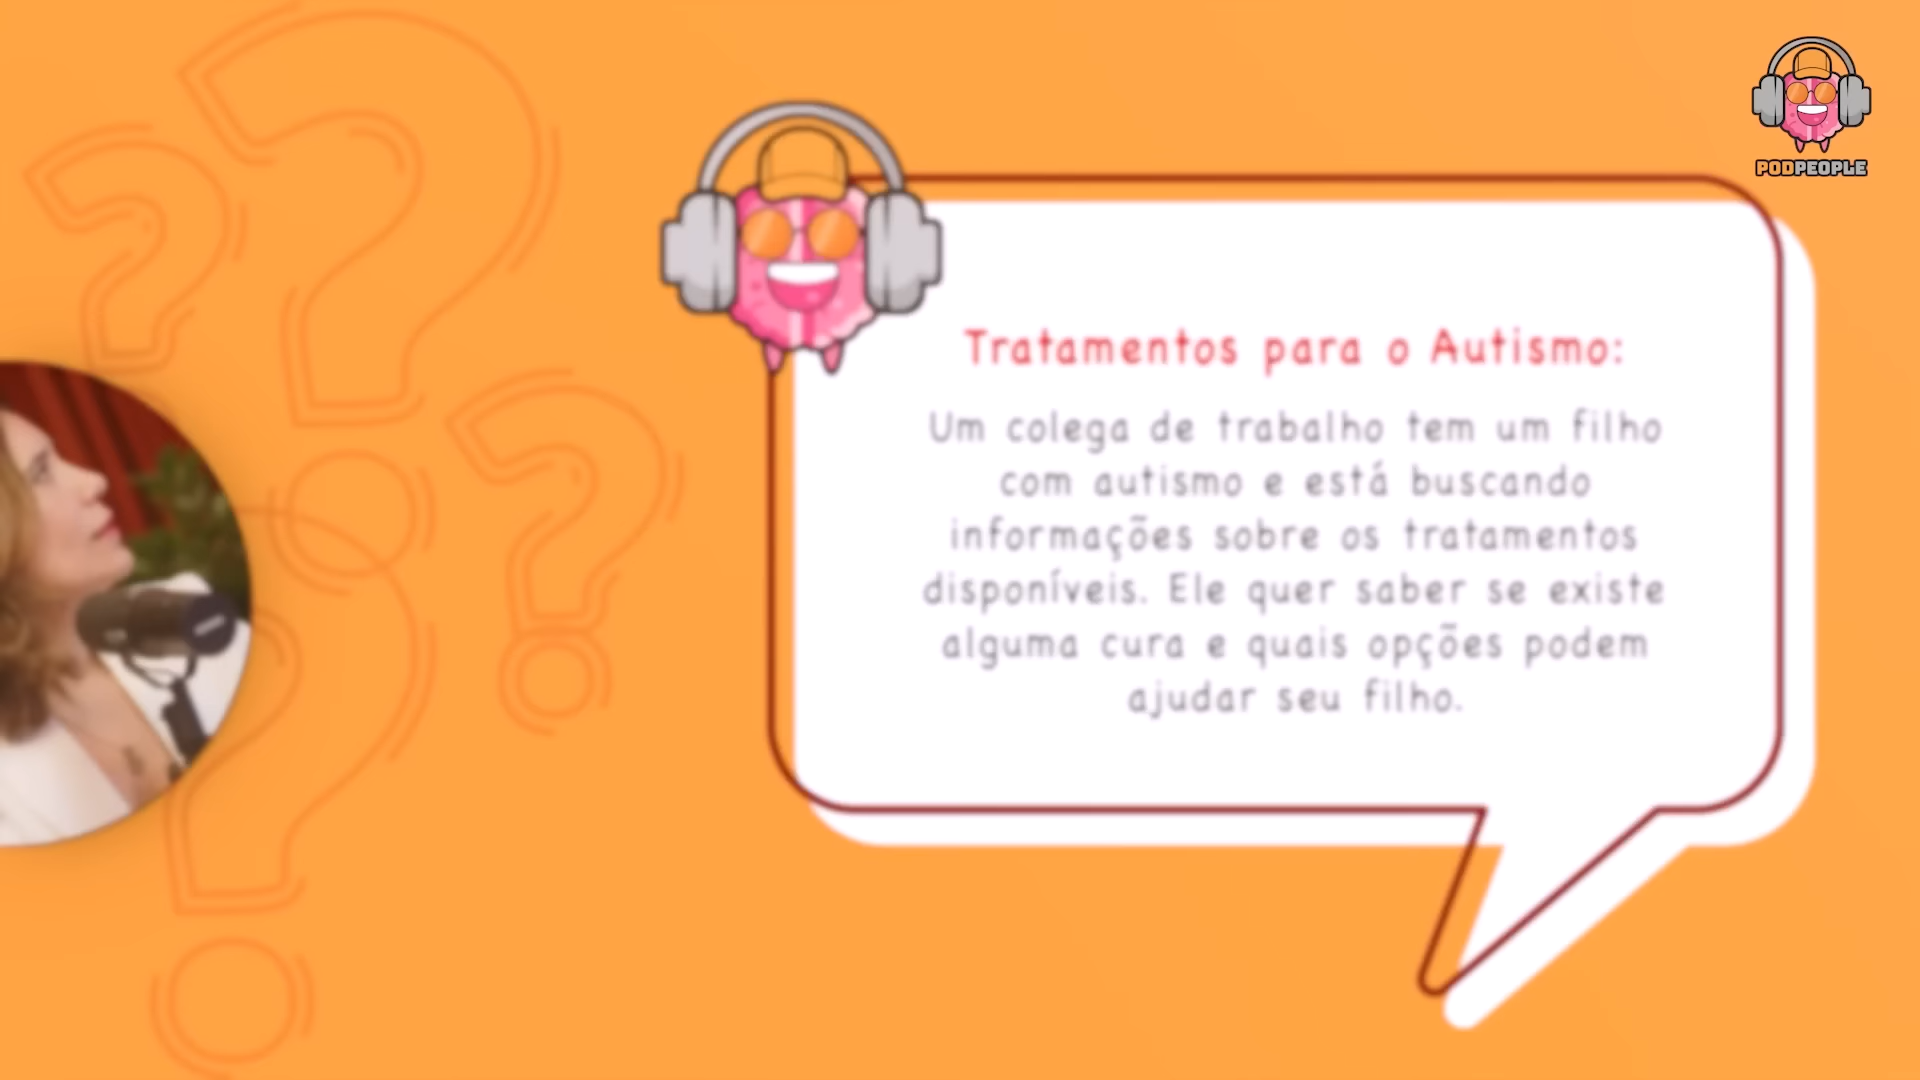 PODPEOPLE
Tratamentos para o Autismo:
Um colega de trabalho tem um filho
com autismo e está buscando
informações sobre os tratamentos
disponíveis. Ele quer saber se existe
alguma cura e quais opções podem
ajudar seu filho.